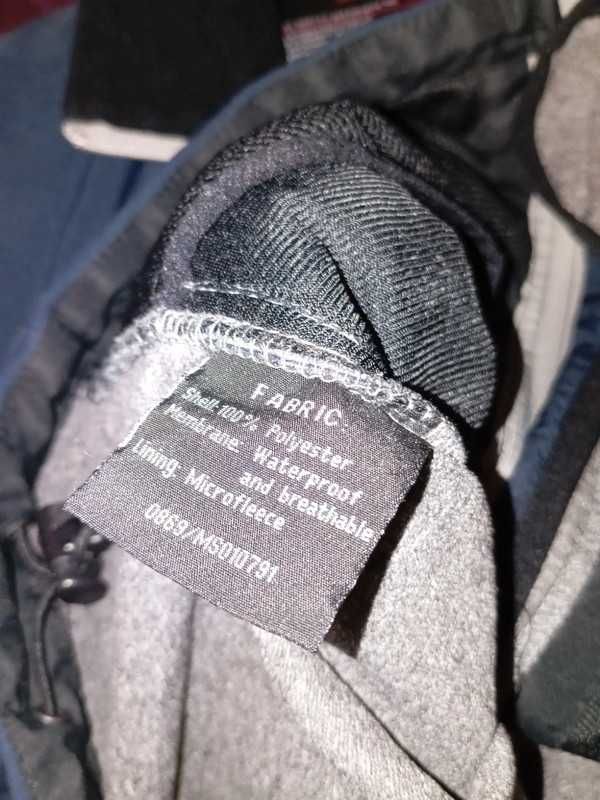 FABRIC:
Shell: 100% Polyester
Membrane: Waterproof
and breathable
Lining: Microfleece
0869/MS010791